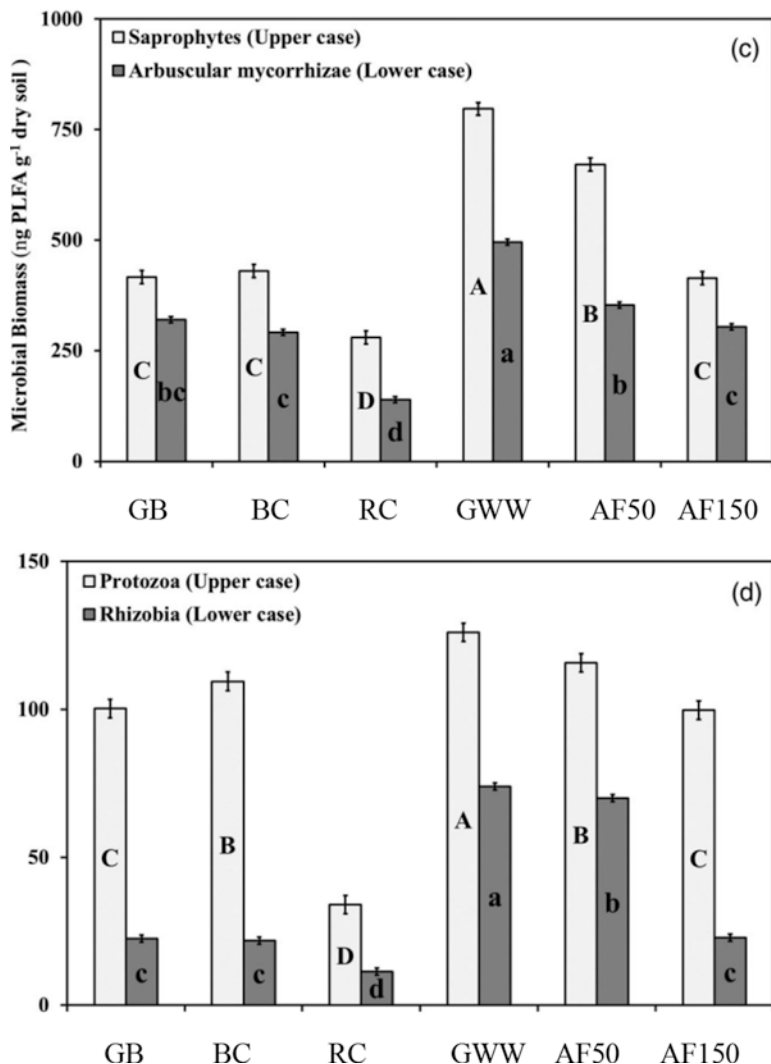 1000
Saprophytes (Upper case)
(c)
Arbuscular mycorrhizae (Lower case)
750
500
250
0
Microbial Biomass (ng PLFA g⁻¹ dry soil)
A
B
C
C
a
C
bc
c
D
b
c
d
GB BC RC GWW AF50 AF150
150
Protozoa (Upper case)
(d)
Rhizobia (Lower case)
100
50
0
A
B
B
C
C
a
b
D
c
c
d
c
GB BC RC GWW AF50 AF150